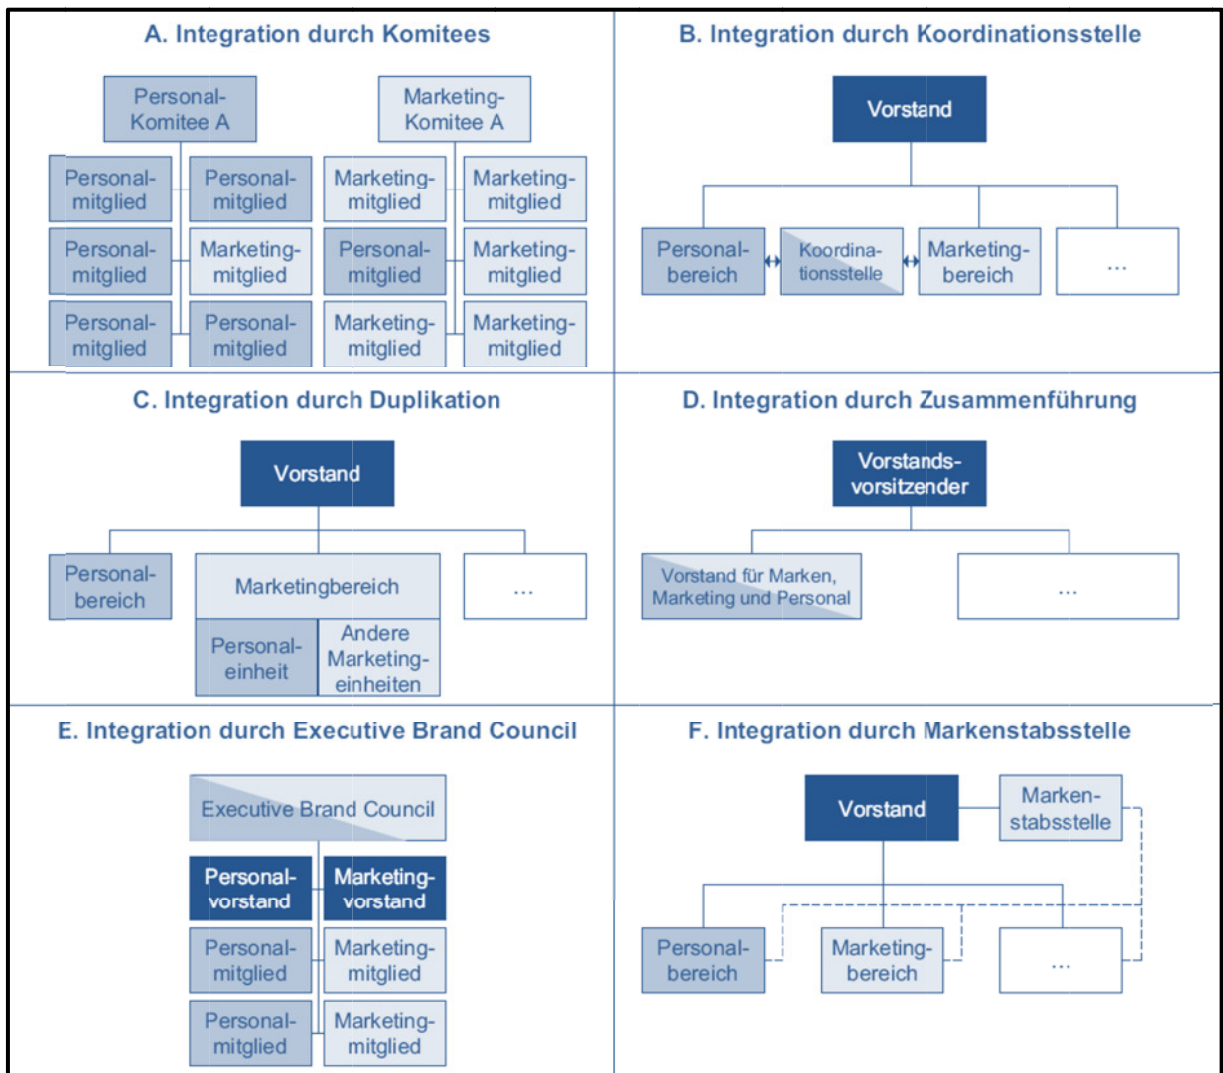 A. Integration durch Komitees
Personal-
Komitee A
Marketing-
Komitee A
Personal-
mitglied
Personal-
mitglied
Marketing-
mitglied
Marketing-
mitglied
Personal-
mitglied
Marketing-
mitglied
Personal-
mitglied
Marketing-
mitglied
Personal-
mitglied
Personal-
mitglied
Marketing-
mitglied
Marketing-
mitglied
B. Integration durch Koordinationsstelle
Vorstand
Personal-
bereich
Koordina-
tionsstelle
Marketing-
bereich
...
C. Integration durch Duplikation
Vorstand
Personal-
bereich
Marketingbereich
Personal-
einheit
Andere
Marketing-
einheiten
...
D. Integration durch Zusammenführung
Vorstands-
vorsitzender
Vorstand für Marken,
Marketing und Personal
...
E. Integration durch Executive Brand Council
Executive Brand Council
Personal-
vorstand
Marketing-
vorstand
Personal-
mitglied
Marketing-
mitglied
Personal-
mitglied
Marketing-
mitglied
F. Integration durch Markenstabsstelle
Vorstand
Marken-
stabsstelle
Personal-
bereich
Marketing-
bereich
...